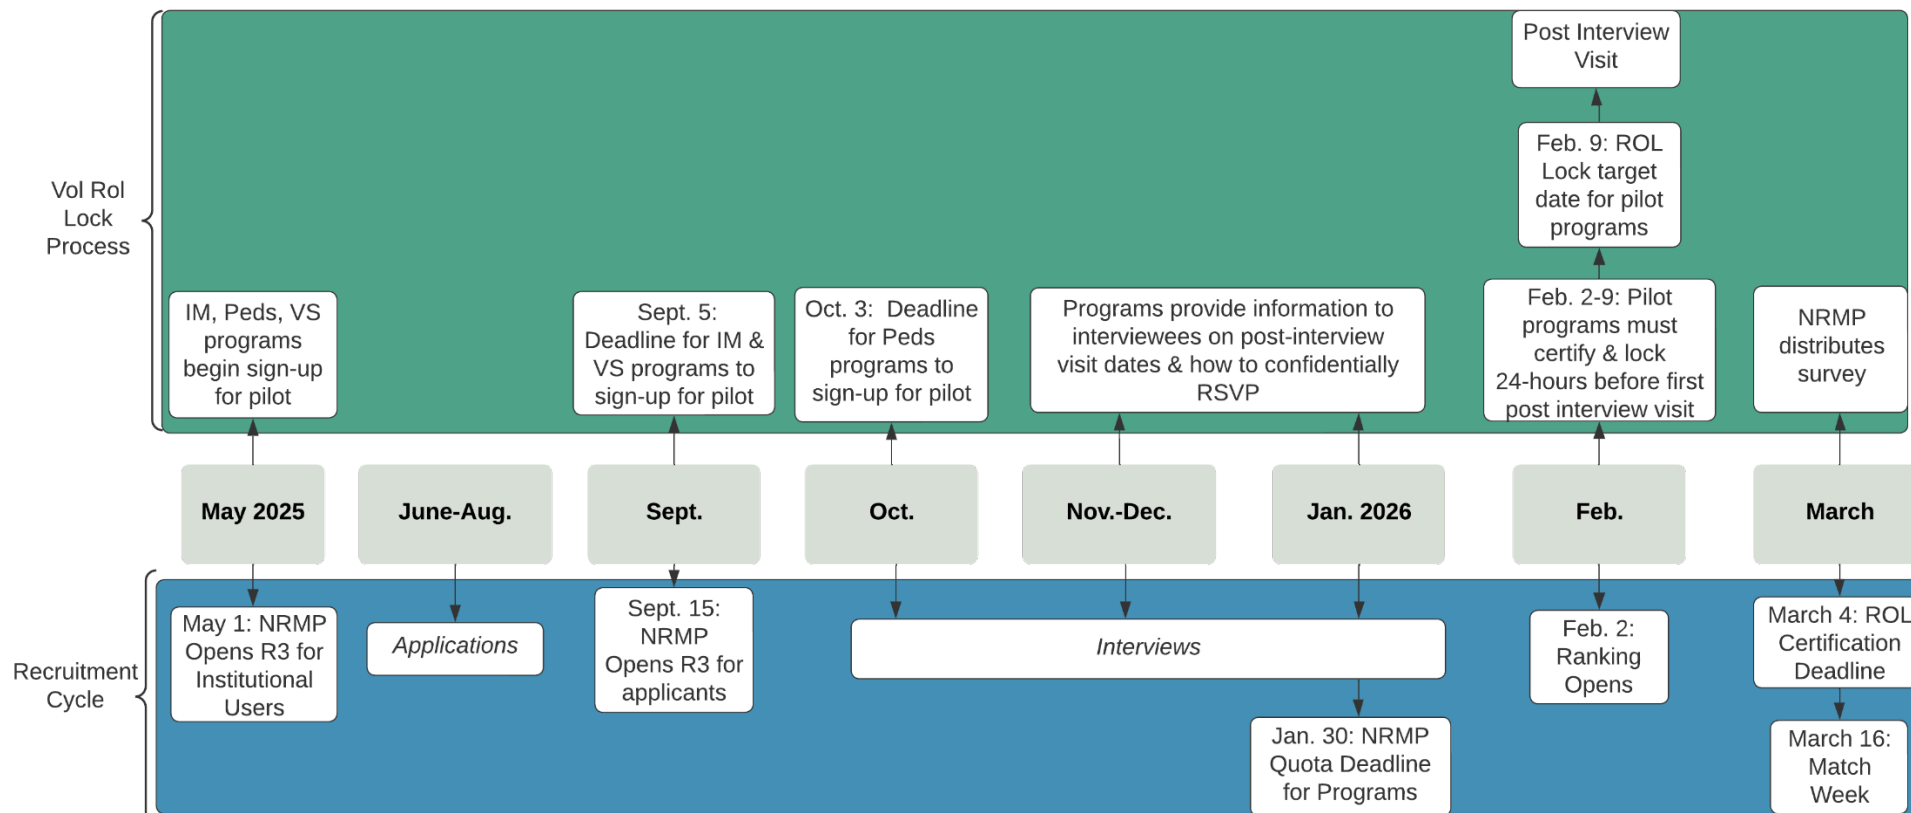 Vol Rol
Lock
Process
Post Interview
Visit
Feb. 9: ROL
Lock target
date for pilot
programs
IM, Peds, VS
programs
begin sign-up
for pilot
Sept. 5:
Deadline for IM &
VS programs to
sign-up for pilot
Oct. 3: Deadline
for Peds
programs to
sign-up for pilot
Programs provide information to
interviewees on post-interview
visit dates & how to confidentially
RSVP
Feb. 2-9: Pilot
programs must
certify & lock
24-hours before first
post interview visit
NRMP
distributes
survey
May 2025
June-Aug.
Sept.
Oct.
Nov.-Dec.
Jan. 2026
Feb.
March
Recruitment
Cycle
May 1: NRMP
Opens R3 for
Institutional
Users
Applications
Sept. 15:
NRMP
Opens R3 for
applicants
Interviews
Jan. 30: NRMP
Quota Deadline
for Programs
Feb. 2:
Ranking
Opens
March 4: ROL
Certification
Deadline
March 16:
Match
Week